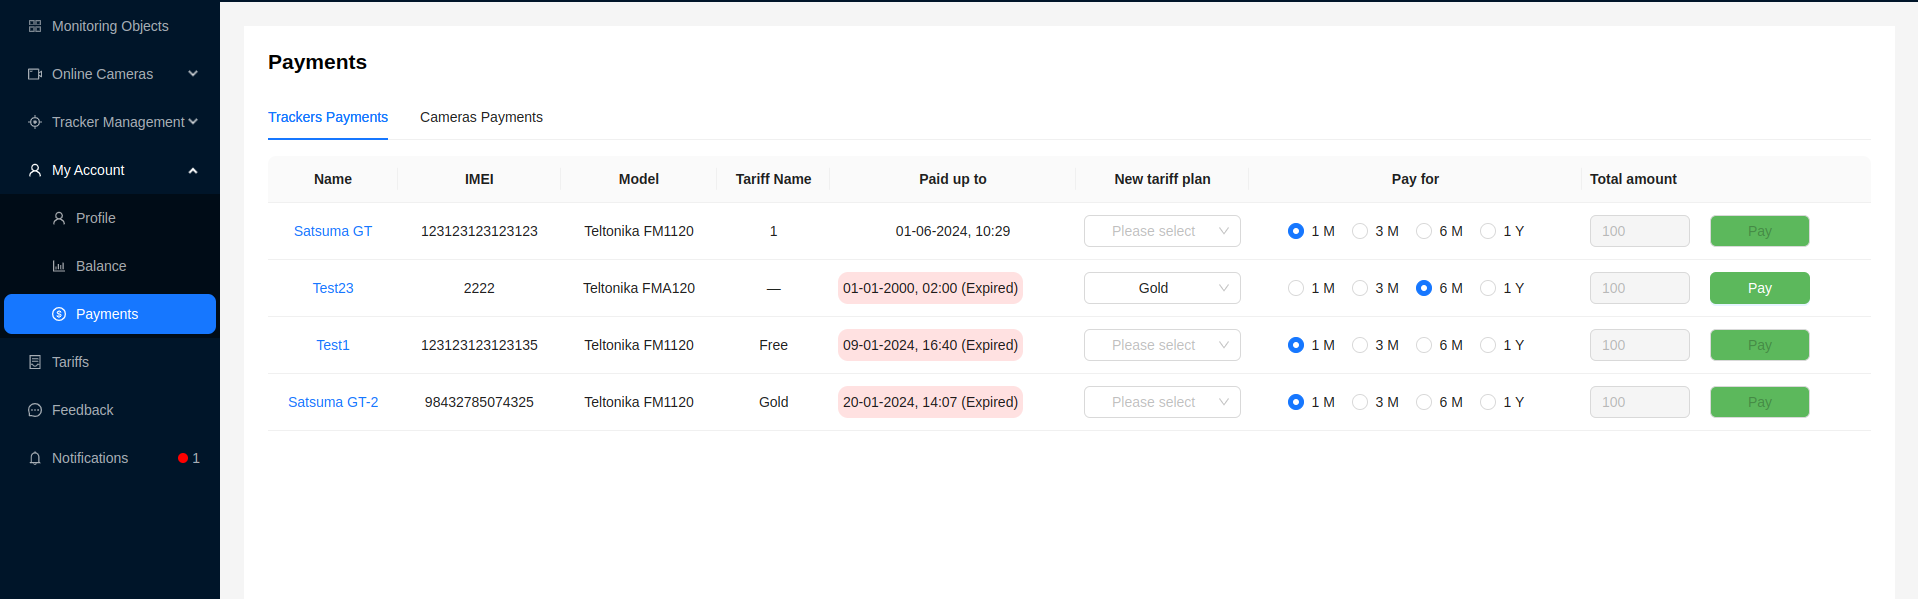 Monitoring Objects
Online Cameras
Tracker Management
My Account
Profile
Balance
Payments
Tariffs
Feedback
Notifications 1
Payments
Trackers Payments Cameras Payments
Name IMEI Model Tariff Name Paid up to New tariff plan Pay for Total amount
Satsuma GT 123123123123123 Teltonika FM1120 1 01-06-2024, 10:29 Please select 1 M 3 M 6 M 1 Y 100 Pay
Test23 2222 Teltonika FMA120 — 01-01-2000, 02:00 (Expired) Gold 1 M 3 M 6 M 1 Y 100 Pay
Test1 123123123123135 Teltonika FM1120 Free 09-01-2024, 16:40 (Expired) Please select 1 M 3 M 6 M 1 Y 100 Pay
Satsuma GT-2 98432785074325 Teltonika FM1120 Gold 20-01-2024, 14:07 (Expired) Please select 1 M 3 M 6 M 1 Y 100 Pay